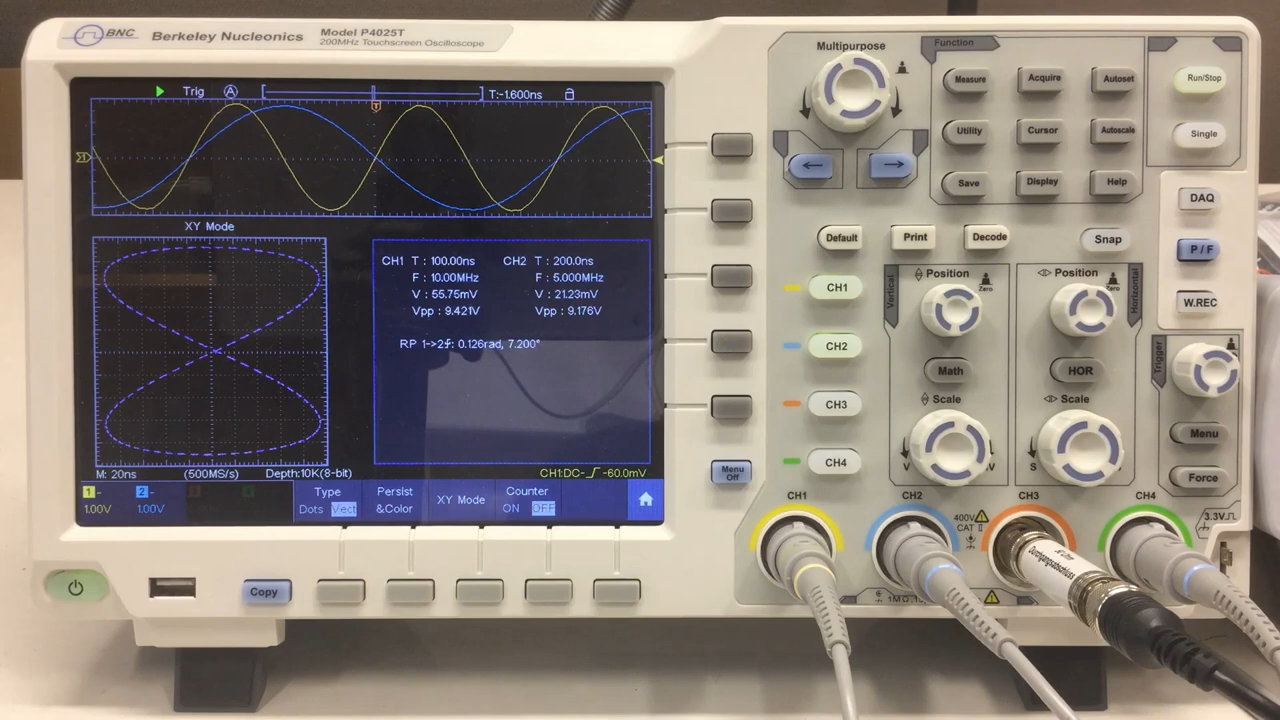 BNC Berkeley Nucleonics Model P4025T
200MHz Touchscreen Oscilloscope
Trig A T:-1.600ns
T
1
XY Mode
CH1 T : 100.00ns CH2 T : 200.0ns
F : 10.00MHz F : 5.000MHz
V : 55.75mV V : 21.23mV
Vpp : 9.421V Vpp : 9.176V
RP 1->2: 0.126rad, 7.200°
M: 20ns (500MS/s) Depth:10K(8-bit) CH1:DC- -60.0mV
1 2
1.00V 1.00V
Type Persist XY Mode Counter
Dots Vect &Color ON OFF
Copy
Multipurpose
Function
Measure Acquire Autoset
Utility Cursor Autoscale
Save Display Help
Run/Stop
Single
Default Print Decode Snap
DAQ
P / F
W.REC
CH1
CH2
CH3
CH4
Menu
Off
Vertical
Position
Zero
Math
Scale
V
Horizontal
Position
Zero
HOR
Scale
S
Trigger
Menu
Force
CH1 CH2 CH3 CH4
400V
CAT II
3.3V
50 Ohm
Durchgangsabschluss
1MΩ